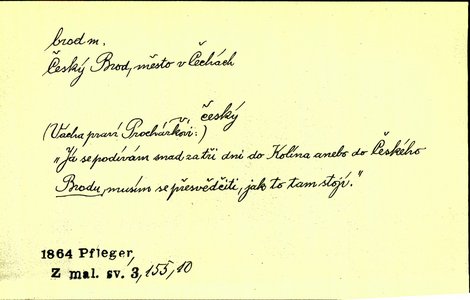 brod m.
Český Brod, město v Čechách
český
(Vácha praví Procházkovi:)
„Já se podívám snad za tři dni do Kolína anebo do Českého
Brodu, musím se přesvědčiti, jak to tam stojí."
1864 Pfleger,
Z mal. sv. 3, 155, 10